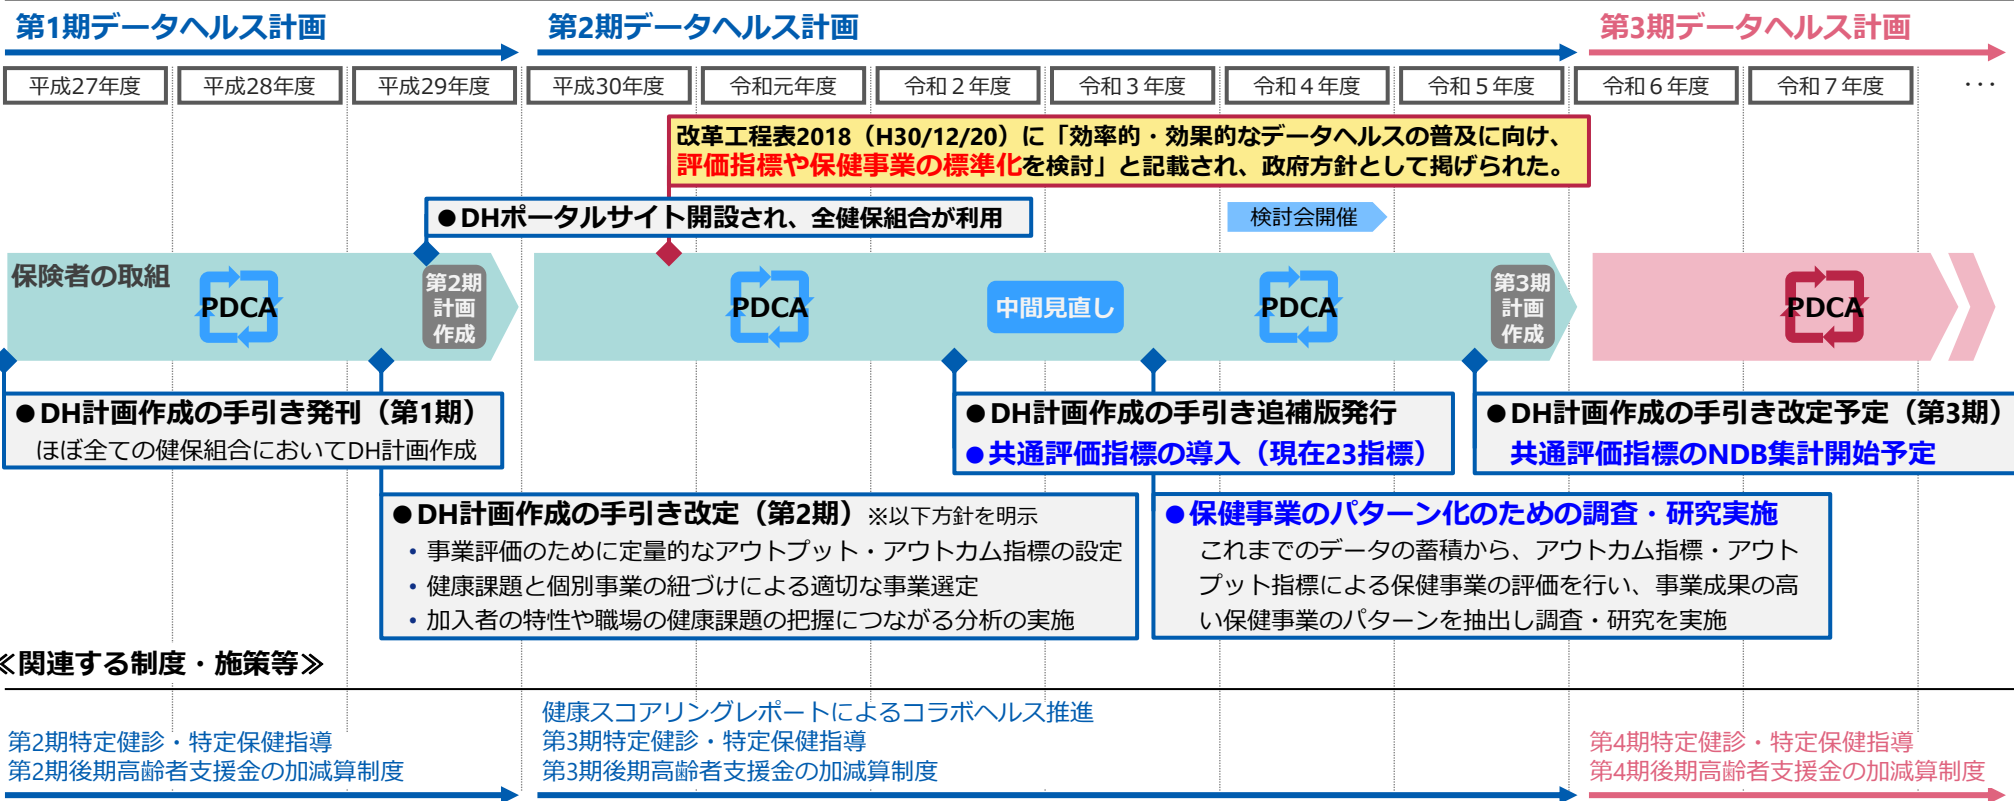 第1期データヘルス計画
第2期データヘルス計画
第3期データヘルス計画
平成27年度
平成28年度
平成29年度
平成30年度
令和元年度
令和２年度
令和３年度
令和４年度
令和５年度
令和６年度
令和７年度
･･･
改革工程表2018（H30/12/20）に「効率的・効果的なデータヘルスの普及に向け、
評価指標や保健事業の標準化を検討」と記載され、政府方針として掲げられた。
●DHポータルサイト開設され、全健保組合が利用
検討会開催
保険者の取組
PDCA
第2期
計画
作成
PDCA
中間見直し
PDCA
第3期
計画
作成
PDCA
●DH計画作成の手引き発刊（第1期）
ほぼ全ての健保組合においてDH計画作成
●DH計画作成の手引き追補版発行
●共通評価指標の導入（現在23指標）
●DH計画作成の手引き改定予定（第3期）
共通評価指標のNDB集計開始予定
●DH計画作成の手引き改定（第2期）※以下方針を明示
・事業評価のために定量的なアウトプット・アウトカム指標の設定
・健康課題と個別事業の紐づけによる適切な事業選定
・加入者の特性や職場の健康課題の把握につながる分析の実施
●保健事業のパターン化のための調査・研究実施
これまでのデータの蓄積から、アウトカム指標・アウト
プット指標による保健事業の評価を行い、事業成果の高
い保健事業のパターンを抽出し調査・研究を実施
≪関連する制度・施策等≫
第2期特定健診・特定保健指導
第2期後期高齢者支援金の加減算制度
健康スコアリングレポートによるコラボヘルス推進
第3期特定健診・特定保健指導
第3期後期高齢者支援金の加減算制度
第4期特定健診・特定保健指導
第4期後期高齢者支援金の加減算制度